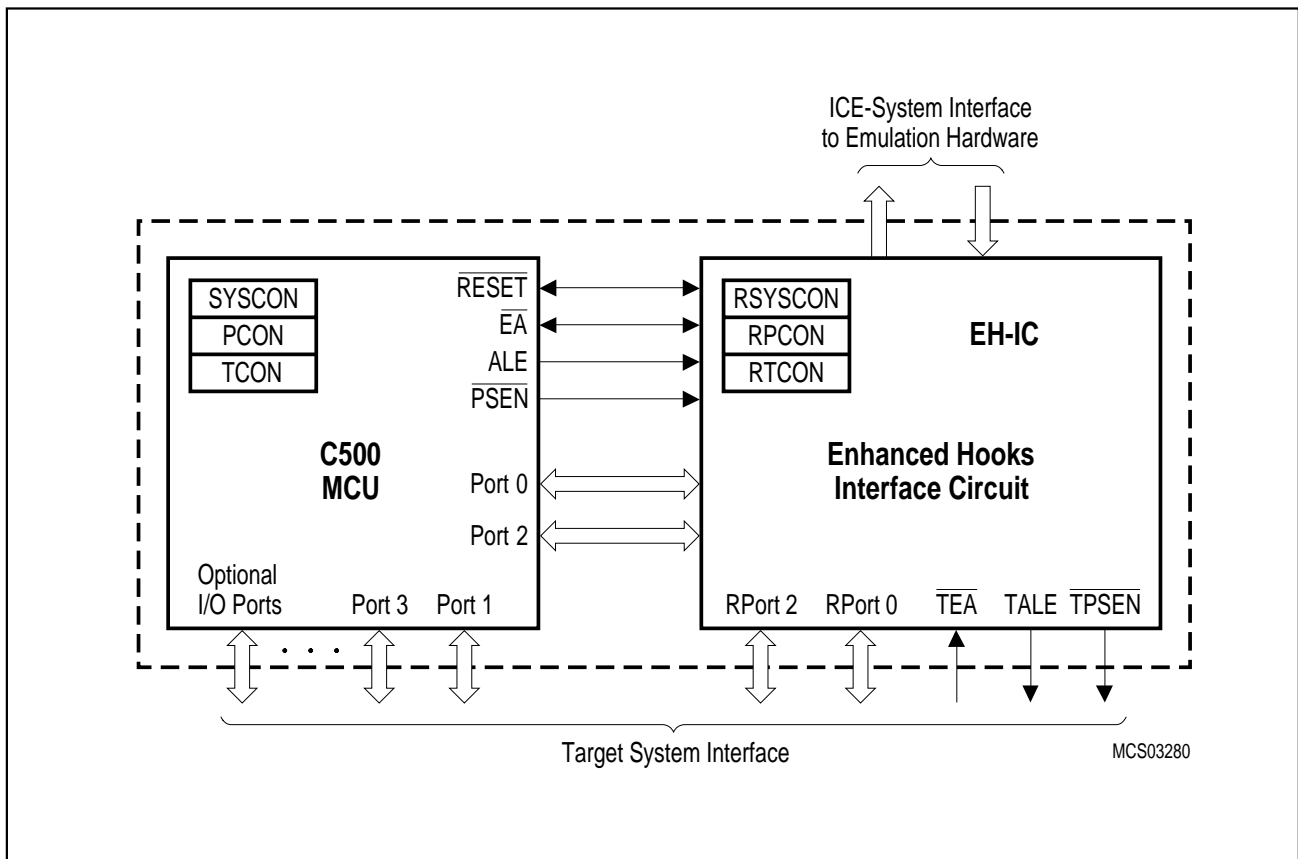 ICE-System Interface
to Emulation Hardware
SYSCON
PCON
TCON
RESET
EA
ALE
PSEN
C500
MCU
Port 0
Port 2
Optional
I/O Ports
Port 3
Port 1
. . .
RSYSCON
RPCON
RTCON
EH-IC
Enhanced Hooks
Interface Circuit
RPort 2
RPort 0
TEA
TALE
TPSEN
Target System Interface
MCS03280